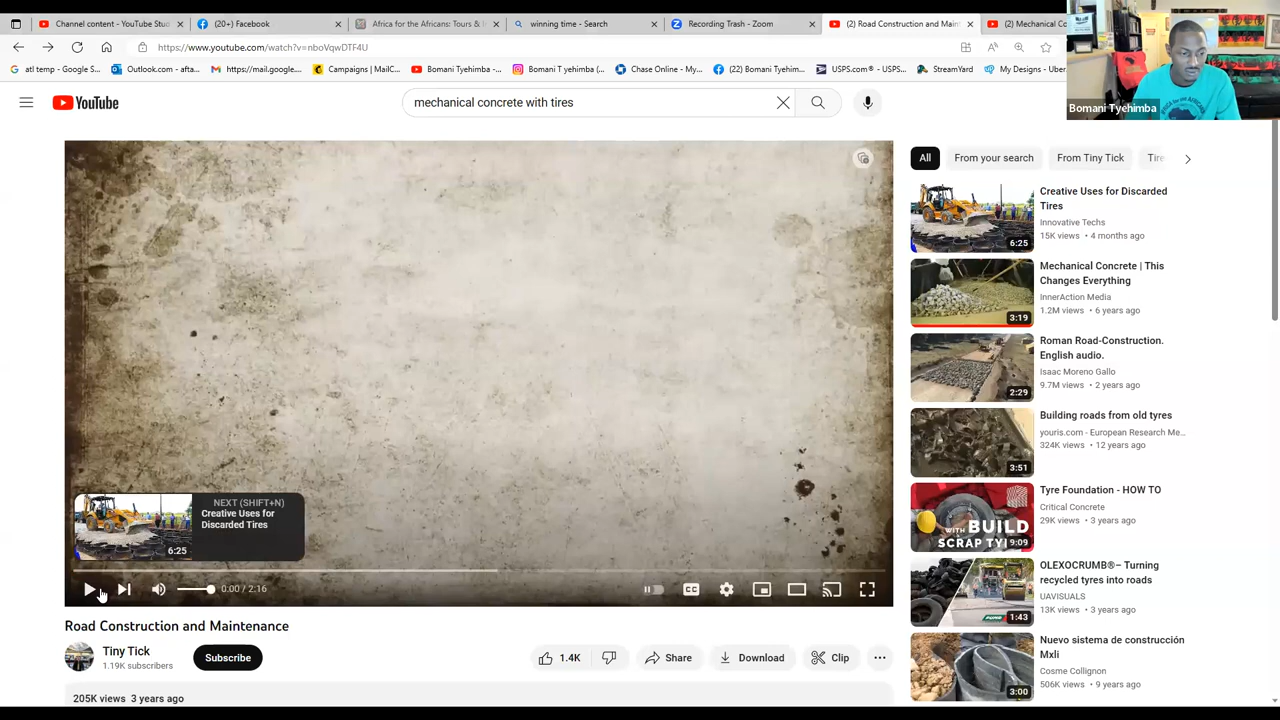 Channel content - YouTube Stud
(20+) Facebook
Africa for the Africans: Tours &
winning time - Search
Recording Trash - Zoom
(2) Road Construction and Maint
(2) Mechanical Co
https://www.youtube.com/watch?v=nboVqwDTF4U
atl temp - Google S...
Outlook.com - afta...
https://mail.google...
Campaigns | MailC...
Bomani Tyehimba -...
Bomani Tyehimba (...
Chase Online - My...
(22) Bomani Tyehim...
USPS.com® - USPS...
StreamYard
My Designs - Uber
Bomani Tyehimba
YouTube
mechanical concrete with tires
All
From your search
From Tiny Tick
Tire
Creative Uses for Discarded
Tires
Innovative Techs
15K views • 4 months ago
6:25
Mechanical Concrete | This
Changes Everything
InnerAction Media
1.2M views • 6 years ago
3:19
Roman Road-Construction.
English audio.
Isaac Moreno Gallo
9.7M views • 2 years ago
2:29
Building roads from old tyres
youris.com - European Research Me...
324K views • 12 years ago
3:51
Tyre Foundation - HOW TO
Critical Concrete
29K views • 3 years ago
WITH BUILD
SCRAP TY
9:09
OLEXOCRUMB®– Turning
recycled tyres into roads
UAVISUALS
13K views • 3 years ago
1:43
Nuevo sistema de construcción
Mxli
Cosme Collignon
506K views • 9 years ago
3:00
NEXT (SHIFT+N)
Creative Uses for
Discarded Tires
6:25
0:00 / 2:16
CC
Road Construction and Maintenance
Tiny Tick
1.19K subscribers
Subscribe
1.4K
Share
Download
Clip
205K views 3 years ago